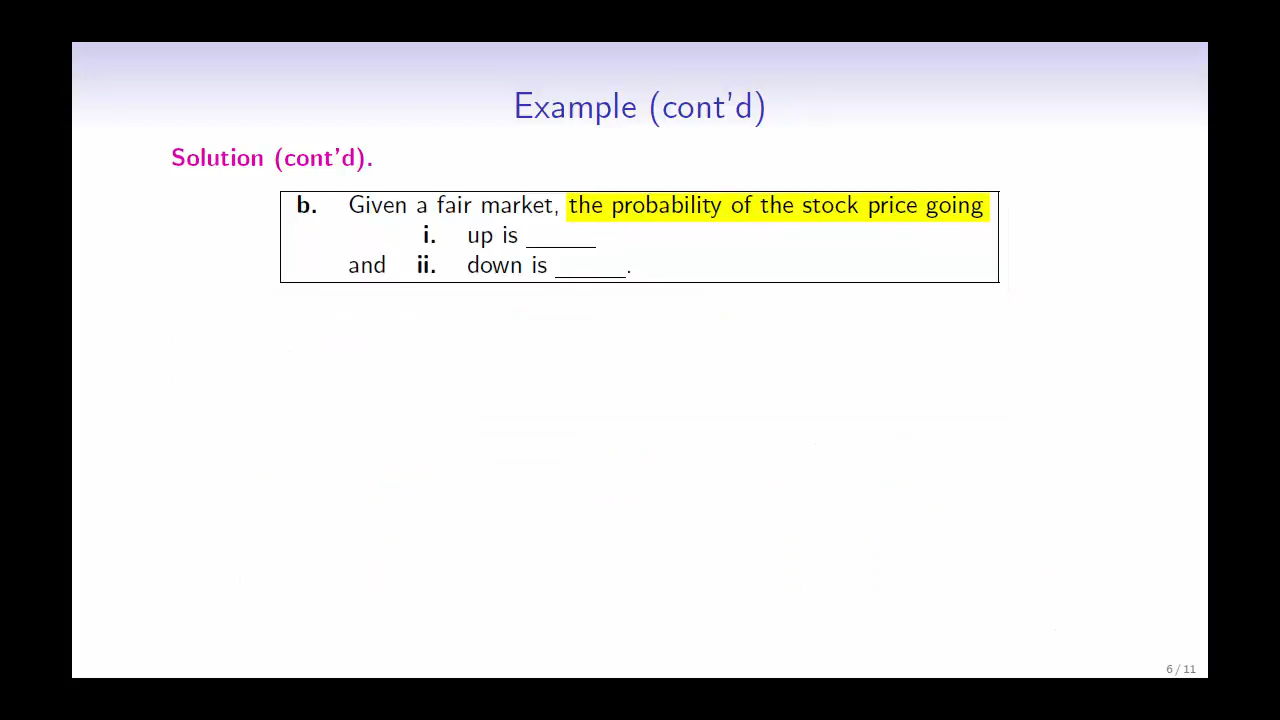 Example (cont'd)
Solution (cont'd).
b. Given a fair market, the probability of the stock price going
i. up is ______
and ii. down is ______.
6 / 11